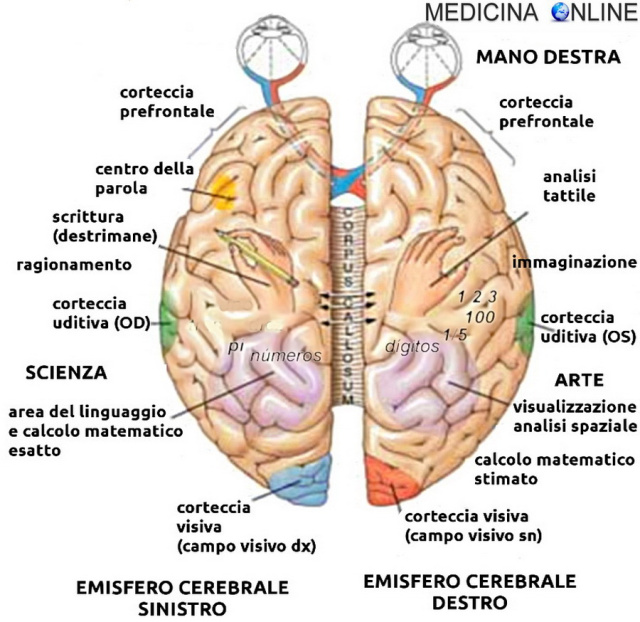 MEDICINA ONLINE
MANO DESTRA
corteccia
prefrontale
corteccia
prefrontale
centro della
parola
analisi
tattile
scrittura
(destrimane)
ragionamento
immaginazione
CORPUS CALLOSUM
corteccia
uditiva (OD)
1 2 3
100
1/5
corteccia
uditiva (OS)
pi números
dígitos
SCIENZA
ARTE
area del linguaggio
e calcolo matematico
esatto
visualizzazione
analisi spaziale
calcolo matematico
stimato
corteccia
visiva
(campo visivo dx)
corteccia visiva
(campo visivo sn)
EMISFERO CEREBRALE
SINISTRO
EMISFERO CEREBRALE
DESTRO